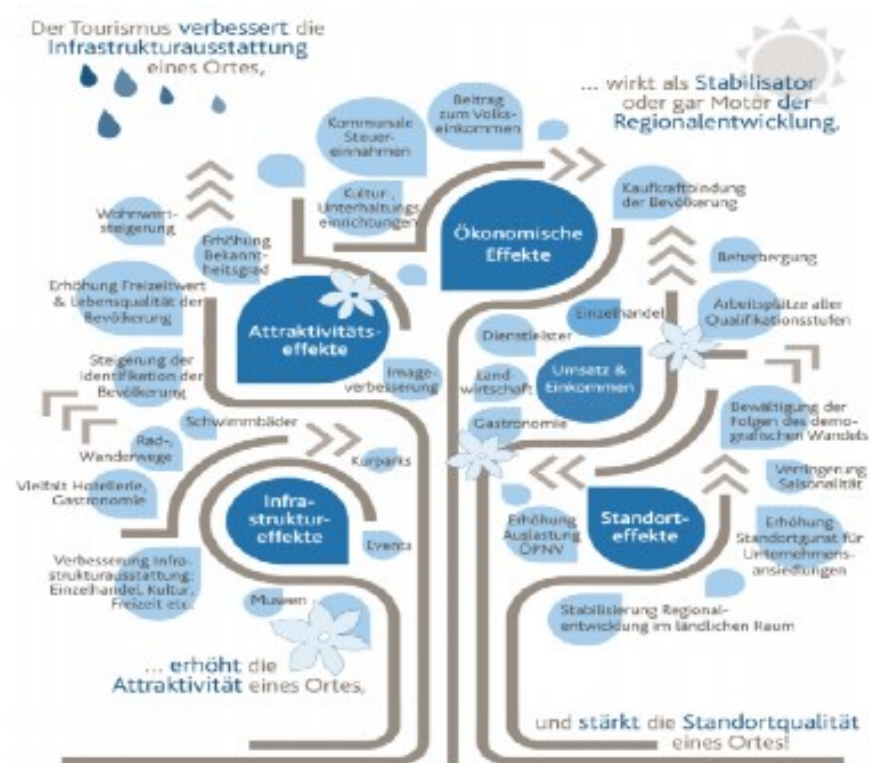 Der Tourismus verbessert die
Infrastrukturausstattung
eines Ortes,
... wirkt als Stabilisator
oder gar Motor der
Regionalentwicklung,
Kommunale
Steuer-
einnahmen
Beitrag
zum Volks-
einkommen
Kultur-,
Unterhaltungs
einrichtungen
Ökonomische
Effekte
Kaufkraftbindung
der Bevölkerung
Wohnwert-
steigerung
Erhöhung
Bekannt-
heitsgrad
Beherbergung
Erhöhung Freizeitwert
& Lebensqualität der
Bevölkerung
Attraktivitäts-
effekte
Einzelhandel
Dienstleister
Arbeitsplätze aller
Qualifikationsstufen
Steigerung der
Identifikation der
Bevölkerung
Image-
verbesserung
Land
wirtschaft
Umsatz &
Einkommen
Gastronomie
Bewältigung der
Folgen des demo-
grafischen Wandels
Schwimmbäder
Rad-,
Wanderwege
Kurparks
Vielfalt Hotellerie,
Gastronomie
Infra-
struktur-
effekte
Events
Verringerung
Saisonalität
Erhöhung
Auslastung
ÖPNV
Standort-
effekte
Erhöhung
Standortgunst für
Unternehmens-
ansiedlungen
Verbesserung Infra-
strukturausstattung:
Einzelhandel, Kultur,
Freizeit etc.
Museen
Stabilisierung Regional-
entwicklung im ländlichen Raum
... erhöht die
Attraktivität eines Ortes,
und stärkt die Standortqualität
eines Ortes!